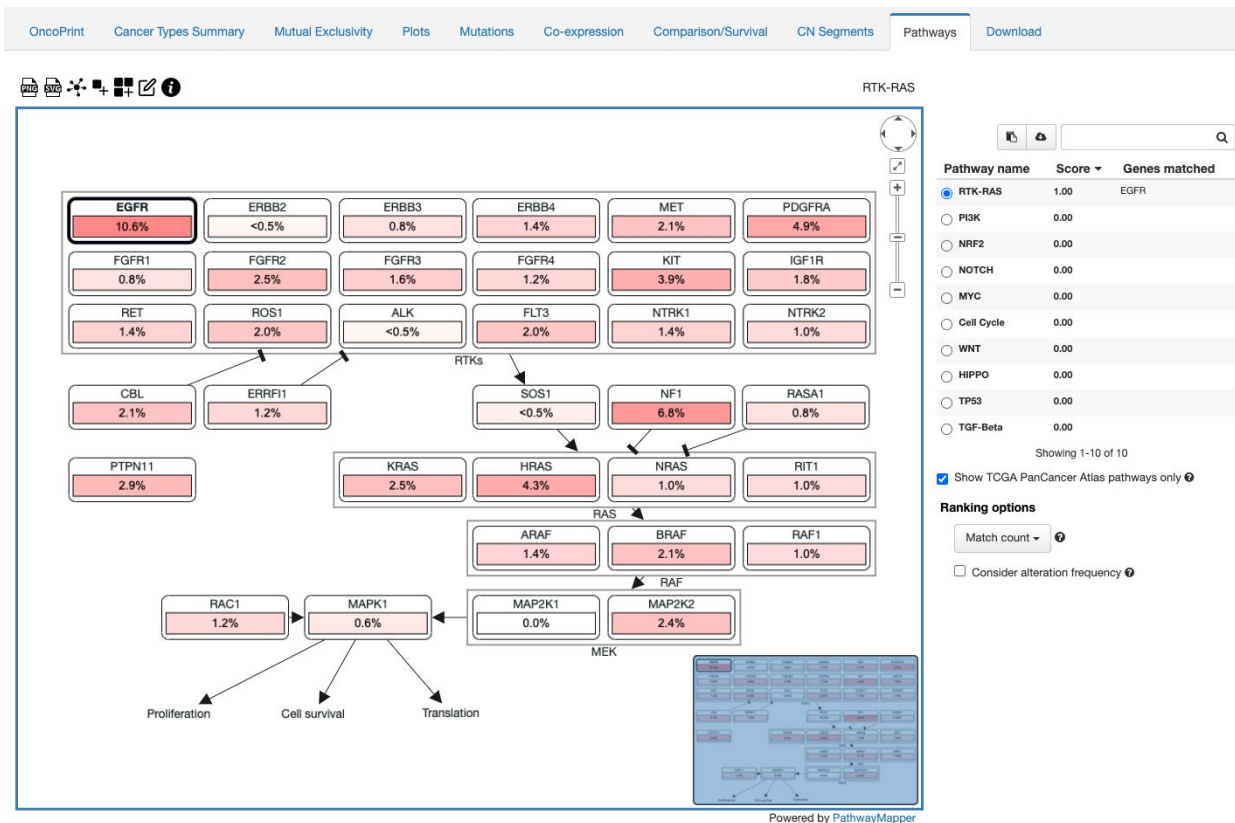 OncoPrint Cancer Types Summary Mutual Exclusivity Plots Mutations Co-expression Comparison/Survival CN Segments Pathways Download
PNG SVG
RTK-RAS
EGFR ERBB2 ERBB3 ERBB4 MET PDGFRA
10.6% <0.5% 0.8% 1.4% 2.1% 4.9%
FGFR1 FGFR2 FGFR3 FGFR4 KIT IGF1R
0.8% 2.5% 1.6% 1.2% 3.9% 1.8%
RET ROS1 ALK FLT3 NTRK1 NTRK2
1.4% 2.0% <0.5% 2.0% 1.4% 1.0%
RTKs
CBL ERRFI1 SOS1 NF1 RASA1
2.1% 1.2% <0.5% 6.8% 0.8%
PTPN11 KRAS HRAS NRAS RIT1
2.9% 2.5% 4.3% 1.0% 1.0%
RAS
ARAF BRAF RAF1
1.4% 2.1% 1.0%
RAF
RAC1 MAPK1 MAP2K1 MAP2K2
1.2% 0.6% 0.0% 2.4%
MEK
Proliferation Cell survival Translation
Powered by PathwayMapper
Pathway name Score Genes matched
RTK-RAS 1.00 EGFR
PI3K 0.00
NRF2 0.00
NOTCH 0.00
MYC 0.00
Cell Cycle 0.00
WNT 0.00
HIPPO 0.00
TP53 0.00
TGF-Beta 0.00
Showing 1-10 of 10
Show TCGA PanCancer Atlas pathways only
Ranking options
Match count
Consider alteration frequency